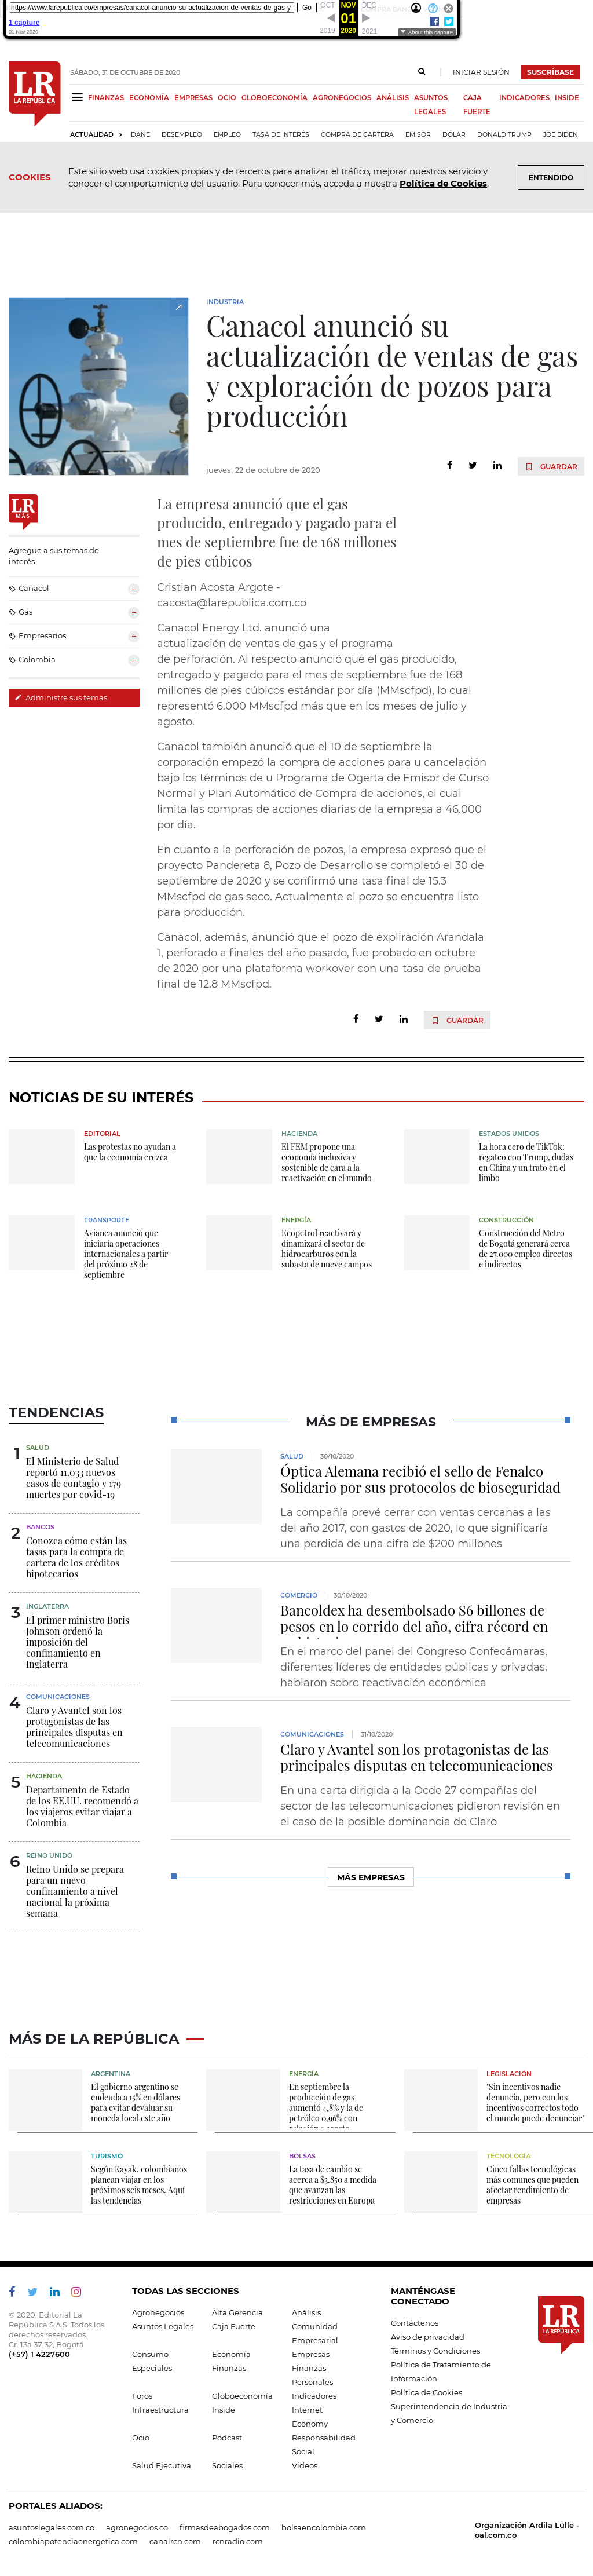 https://www.larepublica.co/empresas/canacol-anuncio-su-actualizacion-de-ventas-de-gas-y-
Go
OCT NOV DEC
01
2019 2020 2021
1 capture
01 Nov 2020
About this capture
LR
LA REPÚBLICA
SÁBADO, 31 DE OCTUBRE DE 2020
INICIAR SESIÓN
SUSCRÍBASE
FINANZAS ECONOMÍA EMPRESAS OCIO GLOBOECONOMÍA AGRONEGOCIOS ANÁLISIS ASUNTOS LEGALES CAJA FUERTE INDICADORES INSIDE
ACTUALIDAD › DANE DESEMPLEO EMPLEO TASA DE INTERÉS COMPRA DE CARTERA EMISOR DÓLAR DONALD TRUMP JOE BIDEN
COOKIES
Este sitio web usa cookies propias y de terceros para analizar el tráfico, mejorar nuestros servicio y
conocer el comportamiento del usuario. Para conocer más, acceda a nuestra Política de Cookies.
ENTENDIDO
INDUSTRIA
Canacol anunció su
actualización de ventas de gas
y exploración de pozos para
producción
jueves, 22 de octubre de 2020
GUARDAR
LR
MÁS
Agregue a sus temas de
interés
Canacol +
Gas +
Empresarios +
Colombia +
Administre sus temas
La empresa anunció que el gas
producido, entregado y pagado para el
mes de septiembre fue de 168 millones
de pies cúbicos
Cristian Acosta Argote -
cacosta@larepublica.com.co
Canacol Energy Ltd. anunció una
actualización de ventas de gas y el programa
de perforación. Al respecto anunció que el gas producido,
entregado y pagado para el mes de septiembre fue de 168
millones de pies cúbicos estándar por día (MMscfpd), lo cual
representó 6.000 MMscfpd más que en los meses de julio y
agosto.
Canacol también anunció que el 10 de septiembre la
corporación empezó la compra de acciones para u cancelación
bajo los términos de u Programa de Ogerta de Emisor de Curso
Normal y Plan Automático de Compra de acciones, el cual
limita las compras de acciones diarias de la empresa a 46.000
por día.
En cuanto a la perforación de pozos, la empresa expresó que el
proyecto Pandereta 8, Pozo de Desarrollo se completó el 30 de
septiembre de 2020 y se confirmó una tasa final de 15.3
MMscfpd de gas seco. Actualmente el pozo se encuentra listo
para producción.
Canacol, además, anunció que el pozo de expliración Arandala
1, perforado a finales del año pasado, fue probado en octubre
de 2020 por una plataforma workover con una tasa de prueba
final de 12.8 MMscfpd.
GUARDAR
NOTICIAS DE SU INTERÉS
EDITORIAL
Las protestas no ayudan a
que la economía crezca
HACIENDA
El FEM propone una
economía inclusiva y
sostenible de cara a la
reactivación en el mundo
ESTADOS UNIDOS
La hora cero de TikTok:
regateo con Trump, dudas
en China y un trato en el
limbo
TRANSPORTE
Avianca anunció que
iniciaría operaciones
internacionales a partir
del próximo 28 de
septiembre
ENERGÍA
Ecopetrol reactivará y
dinamizará el sector de
hidrocarburos con la
subasta de nueve campos
CONSTRUCCIÓN
Construcción del Metro
de Bogotá generará cerca
de 27.000 empleo directos
e indirectos
TENDENCIAS
1
SALUD
El Ministerio de Salud
reportó 11.033 nuevos
casos de contagio y 179
muertes por covid-19
2
BANCOS
Conozca cómo están las
tasas para la compra de
cartera de los créditos
hipotecarios
3
INGLATERRA
El primer ministro Boris
Johnson ordenó la
imposición del
confinamiento en
Inglaterra
4
COMUNICACIONES
Claro y Avantel son los
protagonistas de las
principales disputas en
telecomunicaciones
5
HACIENDA
Departamento de Estado
de los EE.UU. recomendó a
los viajeros evitar viajar a
Colombia
6
REINO UNIDO
Reino Unido se prepara
para un nuevo
confinamiento a nivel
nacional la próxima
semana
MÁS DE EMPRESAS
SALUD 30/10/2020
Óptica Alemana recibió el sello de Fenalco
Solidario por sus protocolos de bioseguridad
La compañía prevé cerrar con ventas cercanas a las
del año 2017, con gastos de 2020, lo que significaría
una perdida de una cifra de $200 millones
COMERCIO 30/10/2020
Bancoldex ha desembolsado $6 billones de
pesos en lo corrido del año, cifra récord en
En el marco del panel del Congreso Confecámaras,
diferentes líderes de entidades públicas y privadas,
hablaron sobre reactivación económica
COMUNICACIONES 31/10/2020
Claro y Avantel son los protagonistas de las
principales disputas en telecomunicaciones
En una carta dirigida a la Ocde 27 compañías del
sector de las telecomunicaciones pidieron revisión en
el caso de la posible dominancia de Claro
MÁS EMPRESAS
MÁS DE LA REPÚBLICA
ARGENTINA
El gobierno argentino se
endeuda a 15% en dólares
para evitar devaluar su
moneda local este año
ENERGÍA
En septiembre la
producción de gas
aumentó 4,8% y la de
petróleo 0,96% con
relación a agosto
LEGISLACIÓN
"Sin incentivos nadie
denuncia, pero con los
incentivos correctos todo
el mundo puede denunciar"
TURISMO
Según Kayak, colombianos
planean viajar en los
próximos seis meses. Aquí
las tendencias
BOLSAS
La tasa de cambio se
acerca a $3.850 a medida
que avanzan las
restricciones en Europa
TECNOLOGÍA
Cinco fallas tecnológicas
más comunes que pueden
afectar rendimiento de
empresas
© 2020, Editorial La
República S.A.S. Todos los
derechos reservados.
Cr. 13a 37-32, Bogotá
(+57) 1 4227600
TODAS LAS SECCIONES
Agronegocios Alta Gerencia Análisis
Asuntos Legales Caja Fuerte Comunidad
Empresarial
Consumo Economía Empresas
Especiales Finanzas Finanzas
Personales
Foros Globoeconomía Indicadores
Infraestructura Inside Internet
Economy
Ocio Podcast Responsabilidad
Social
Salud Ejecutiva Sociales Videos
MANTÉNGASE
CONECTADO
Contáctenos
Aviso de privacidad
Términos y Condiciones
Política de Tratamiento de
Información
Política de Cookies
Superintendencia de Industria
y Comercio
LR
LA REPÚBLICA
PORTALES ALIADOS:
asuntoslegales.com.co agronegocios.co firmasdeabogados.com bolsaencolombia.com
colombiapotenciaenergetica.com canalrcn.com rcnradio.com
Organización Ardila Lülle -
oal.com.co